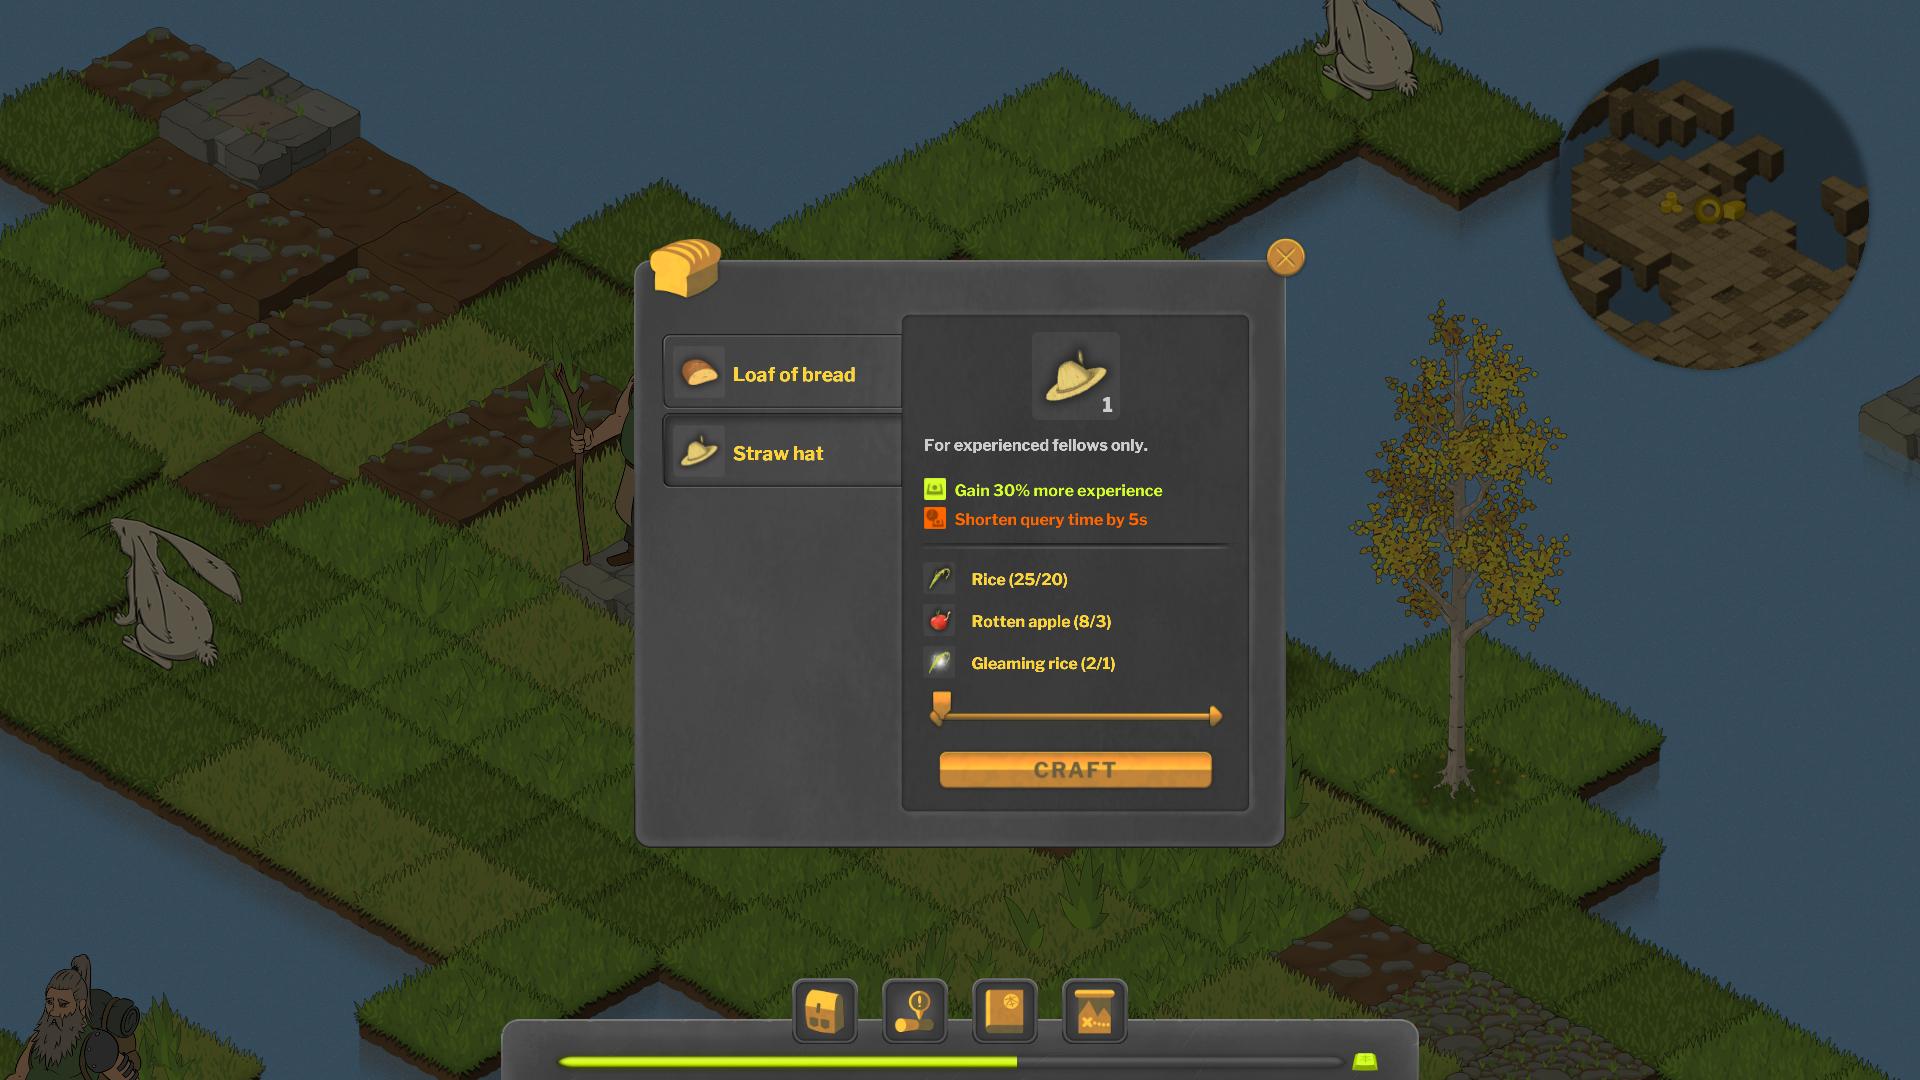 Loaf of bread
Straw hat
1
For experienced fellows only.
Gain 30% more experience
Shorten query time by 5s
Rice (25/20)
Rotten apple (8/3)
Gleaming rice (2/1)
CRAFT